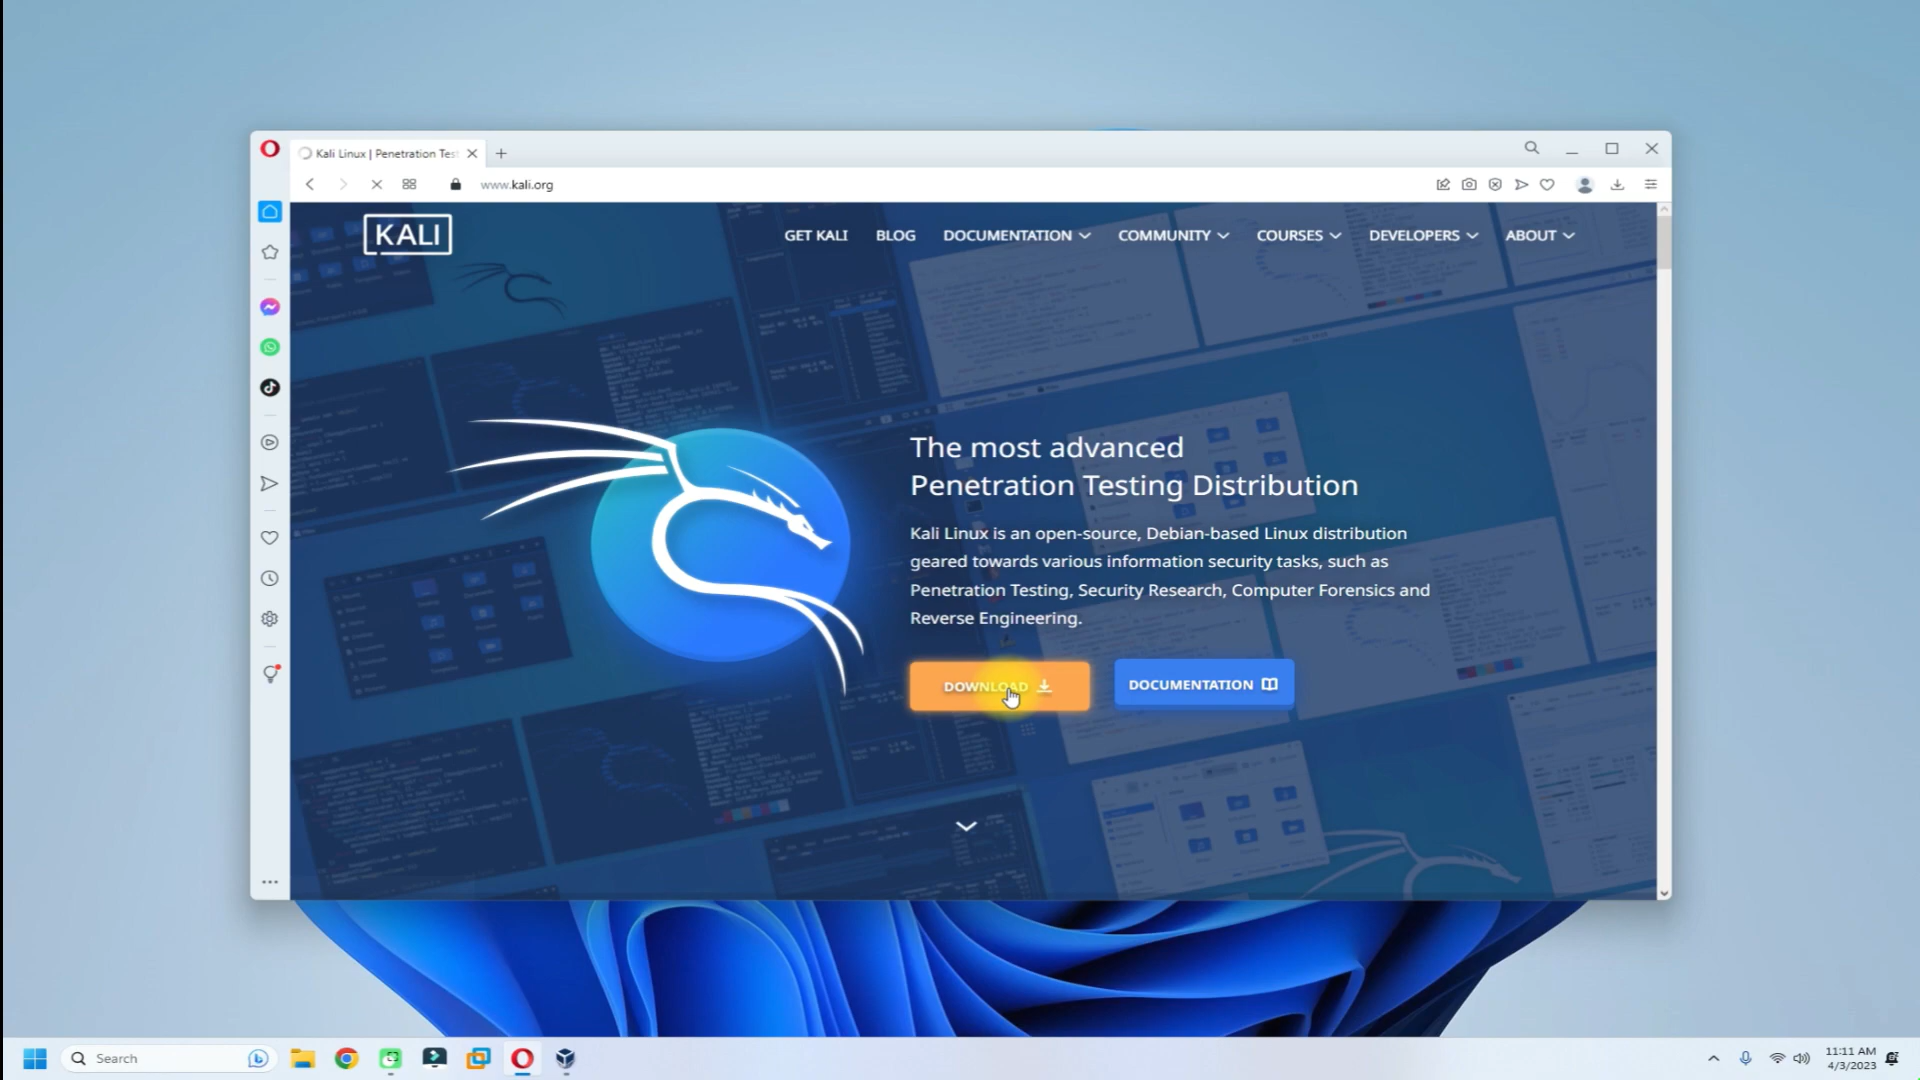 Kali Linux | Penetration Tes
www.kali.org
KALI
GET KALI
BLOG
DOCUMENTATION
COMMUNITY
COURSES
DEVELOPERS
ABOUT
The most advanced
Penetration Testing Distribution
Kali Linux is an open-source, Debian-based Linux distribution
geared towards various information security tasks, such as
Penetration Testing, Security Research, Computer Forensics and
Reverse Engineering.
DOWNLOAD
DOCUMENTATION
Search
11:11 AM
4/3/2023